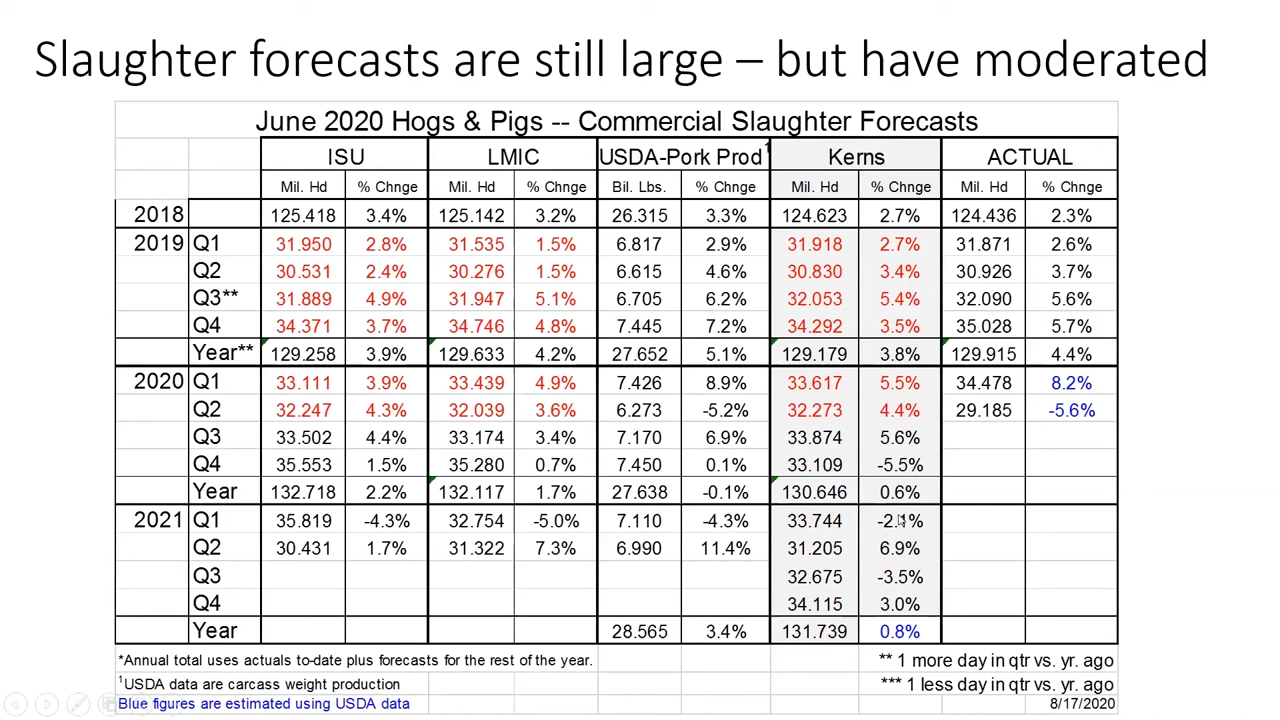 Slaughter forecasts are still large – but have moderated
June 2020 Hogs & Pigs -- Commercial Slaughter Forecasts
ISU LMIC USDA-Pork Prod¹ Kerns ACTUAL
Mil. Hd % Chnge Mil. Hd % Chnge Bil. Lbs. % Chnge Mil. Hd % Chnge Mil. Hd % Chnge
2018 125.418 3.4% 125.142 3.2% 26.315 3.3% 124.623 2.7% 124.436 2.3%
2019 Q1 31.950 2.8% 31.535 1.5% 6.817 2.9% 31.918 2.7% 31.871 2.6%
Q2 30.531 2.4% 30.276 1.5% 6.615 4.6% 30.830 3.4% 30.926 3.7%
Q3** 31.889 4.9% 31.947 5.1% 6.705 6.2% 32.053 5.4% 32.090 5.6%
Q4 34.371 3.7% 34.746 4.8% 7.445 7.2% 34.292 3.5% 35.028 5.7%
Year** 129.258 3.9% 129.633 4.2% 27.652 5.1% 129.179 3.8% 129.915 4.4%
2020 Q1 33.111 3.9% 33.439 4.9% 7.426 8.9% 33.617 5.5% 34.478 8.2%
Q2 32.247 4.3% 32.039 3.6% 6.273 -5.2% 32.273 4.4% 29.185 -5.6%
Q3 33.502 4.4% 33.174 3.4% 7.170 6.9% 33.874 5.6%
Q4 35.553 1.5% 35.280 0.7% 7.450 0.1% 33.109 -5.5%
Year 132.718 2.2% 132.117 1.7% 27.638 -0.1% 130.646 0.6%
2021 Q1 35.819 -4.3% 32.754 -5.0% 7.110 -4.3% 33.744 -2.1%
Q2 30.431 1.7% 31.322 7.3% 6.990 11.4% 31.205 6.9%
Q3 32.675 -3.5%
Q4 34.115 3.0%
Year 28.565 3.4% 131.739 0.8%
*Annual total uses actuals to-date plus forecasts for the rest of the year. ** 1 more day in qtr vs. yr. ago
¹USDA data are carcass weight production *** 1 less day in qtr vs. yr. ago
Blue figures are estimated using USDA data 8/17/2020